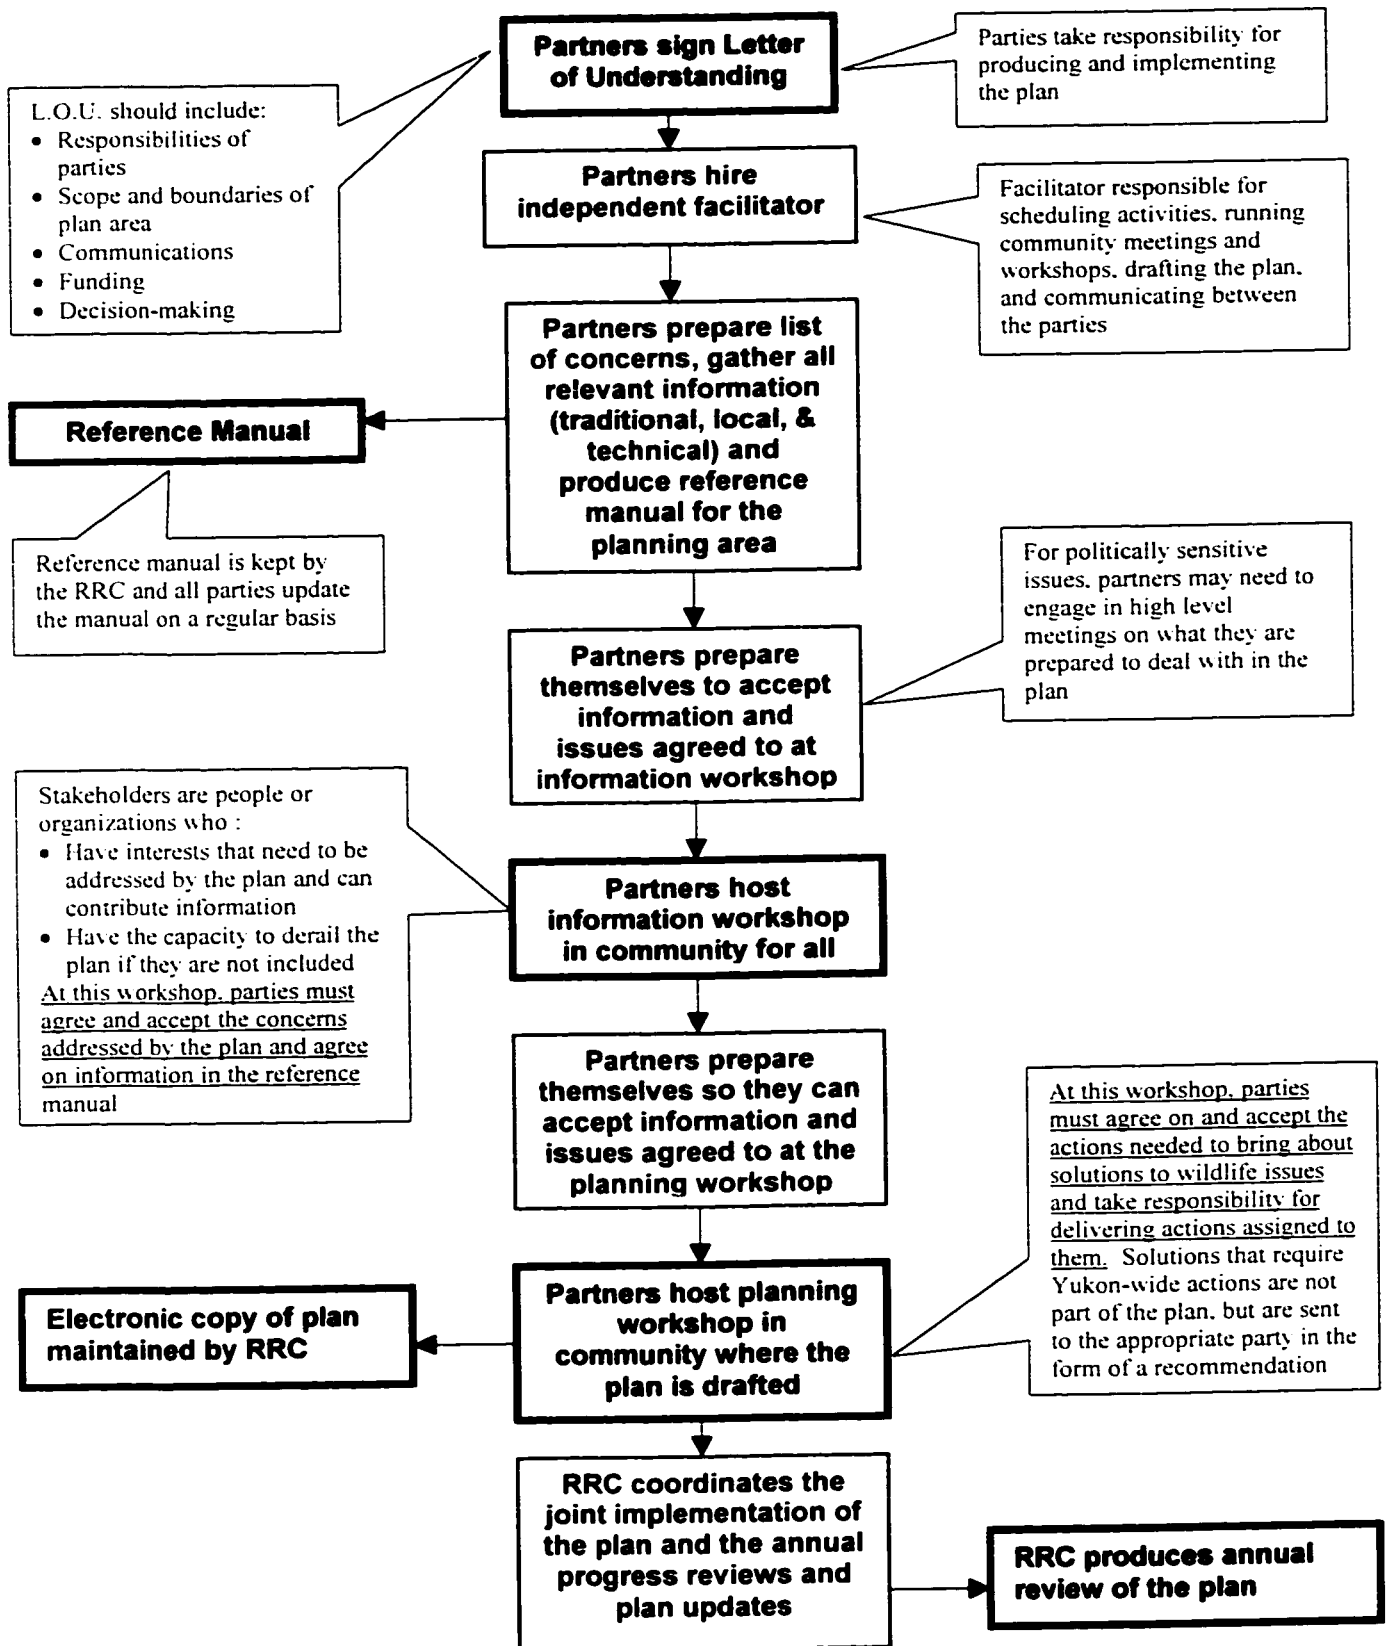 Partners sign Letter
of Understanding
Parties take responsibility for
producing and implementing
the plan
L.O.U. should include:
• Responsibilities of
parties
• Scope and boundaries of
plan area
• Communications
• Funding
• Decision-making
Partners hire
independent facilitator
Facilitator responsible for
scheduling activities, running
community meetings and
workshops, drafting the plan,
and communicating between
the parties
Partners prepare list
of concerns, gather all
relevant information
(traditional, local, &
technical) and
produce reference
manual for the
planning area
Reference Manual
Reference manual is kept by
the RRC and all parties update
the manual on a regular basis
For politically sensitive
issues, partners may need to
engage in high level
meetings on what they are
prepared to deal with in the
plan
Partners prepare
themselves to accept
information and
issues agreed to at
information workshop
Stakeholders are people or
organizations who :
• Have interests that need to be
addressed by the plan and can
contribute information
• Have the capacity to derail the
plan if they are not included
At this workshop, parties must
agree and accept the concerns
addressed by the plan and agree
on information in the reference
manual
Partners host
information workshop
in community for all
Partners prepare
themselves so they can
accept information and
issues agreed to at the
planning workshop
At this workshop, parties
must agree on and accept the
actions needed to bring about
solutions to wildlife issues
and take responsibility for
delivering actions assigned to
them. Solutions that require
Yukon-wide actions are not
part of the plan, but are sent
to the appropriate party in the
form of a recommendation
Partners host planning
workshop in
community where the
plan is drafted
Electronic copy of plan
maintained by RRC
RRC coordinates the
joint implementation of
the plan and the annual
progress reviews and
plan updates
RRC produces annual
review of the plan